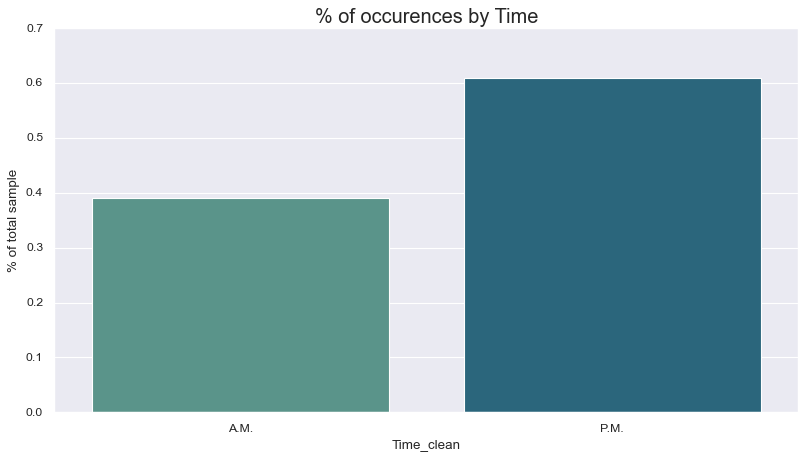 % of occurences by Time
0.7
0.6
0.5
0.4
0.3
0.2
0.1
0.0
% of total sample
A.M.
P.M.
Time_clean